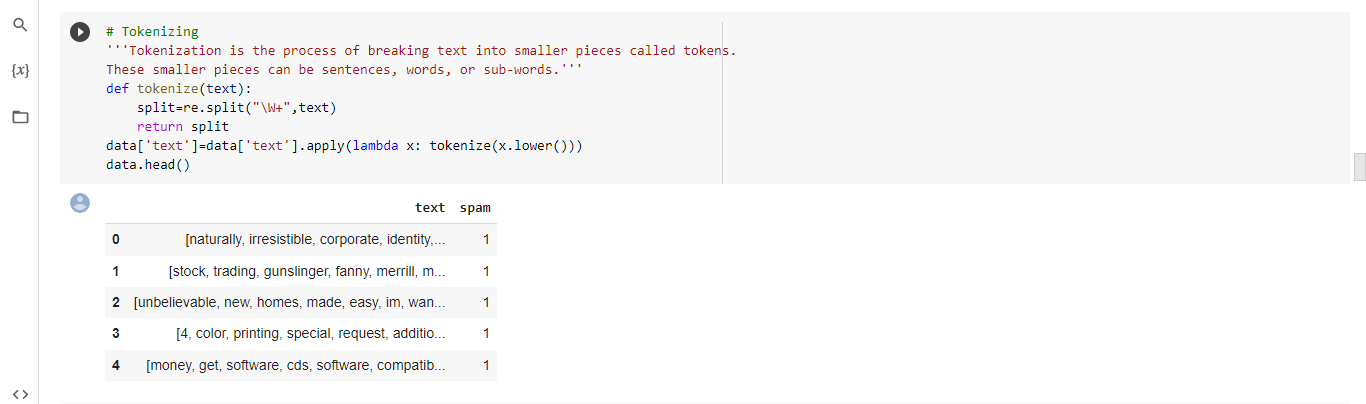 # Tokenizing
'''Tokenization is the process of breaking text into smaller pieces called tokens.
These smaller pieces can be sentences, words, or sub-words.'''
def tokenize(text):
    split=re.split("\W+",text)
    return split
data['text']=data['text'].apply(lambda x: tokenize(x.lower()))
data.head()
text spam
0 [naturally, irresistible, corporate, identity,... 1
1 [stock, trading, gunslinger, fanny, merrill, m... 1
2 [unbelievable, new, homes, made, easy, im, wan... 1
3 [4, color, printing, special, request, additio... 1
4 [money, get, software, cds, software, compatib... 1
{x}
<>